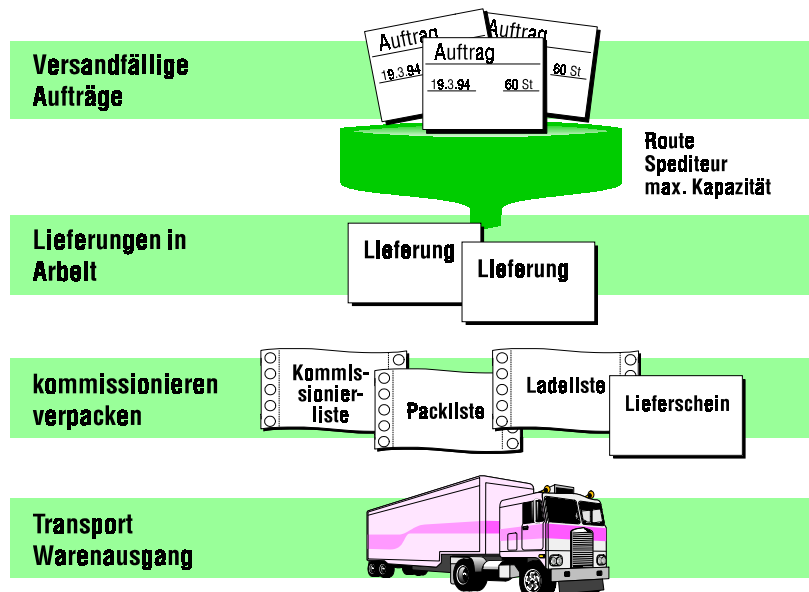 Versandfällige
Aufträge
Auftrag
19.3.94
Auftrag
60 St
Auftrag
19.3.94 60 St
Route
Spediteur
max. Kapazität
Lieferungen in
Arbeit
Lieferung
Lieferung
kommissionieren
verpacken
Kommis-
sionier-
liste
Packliste
Ladeliste
Lieferschein
Transport
Warenausgang